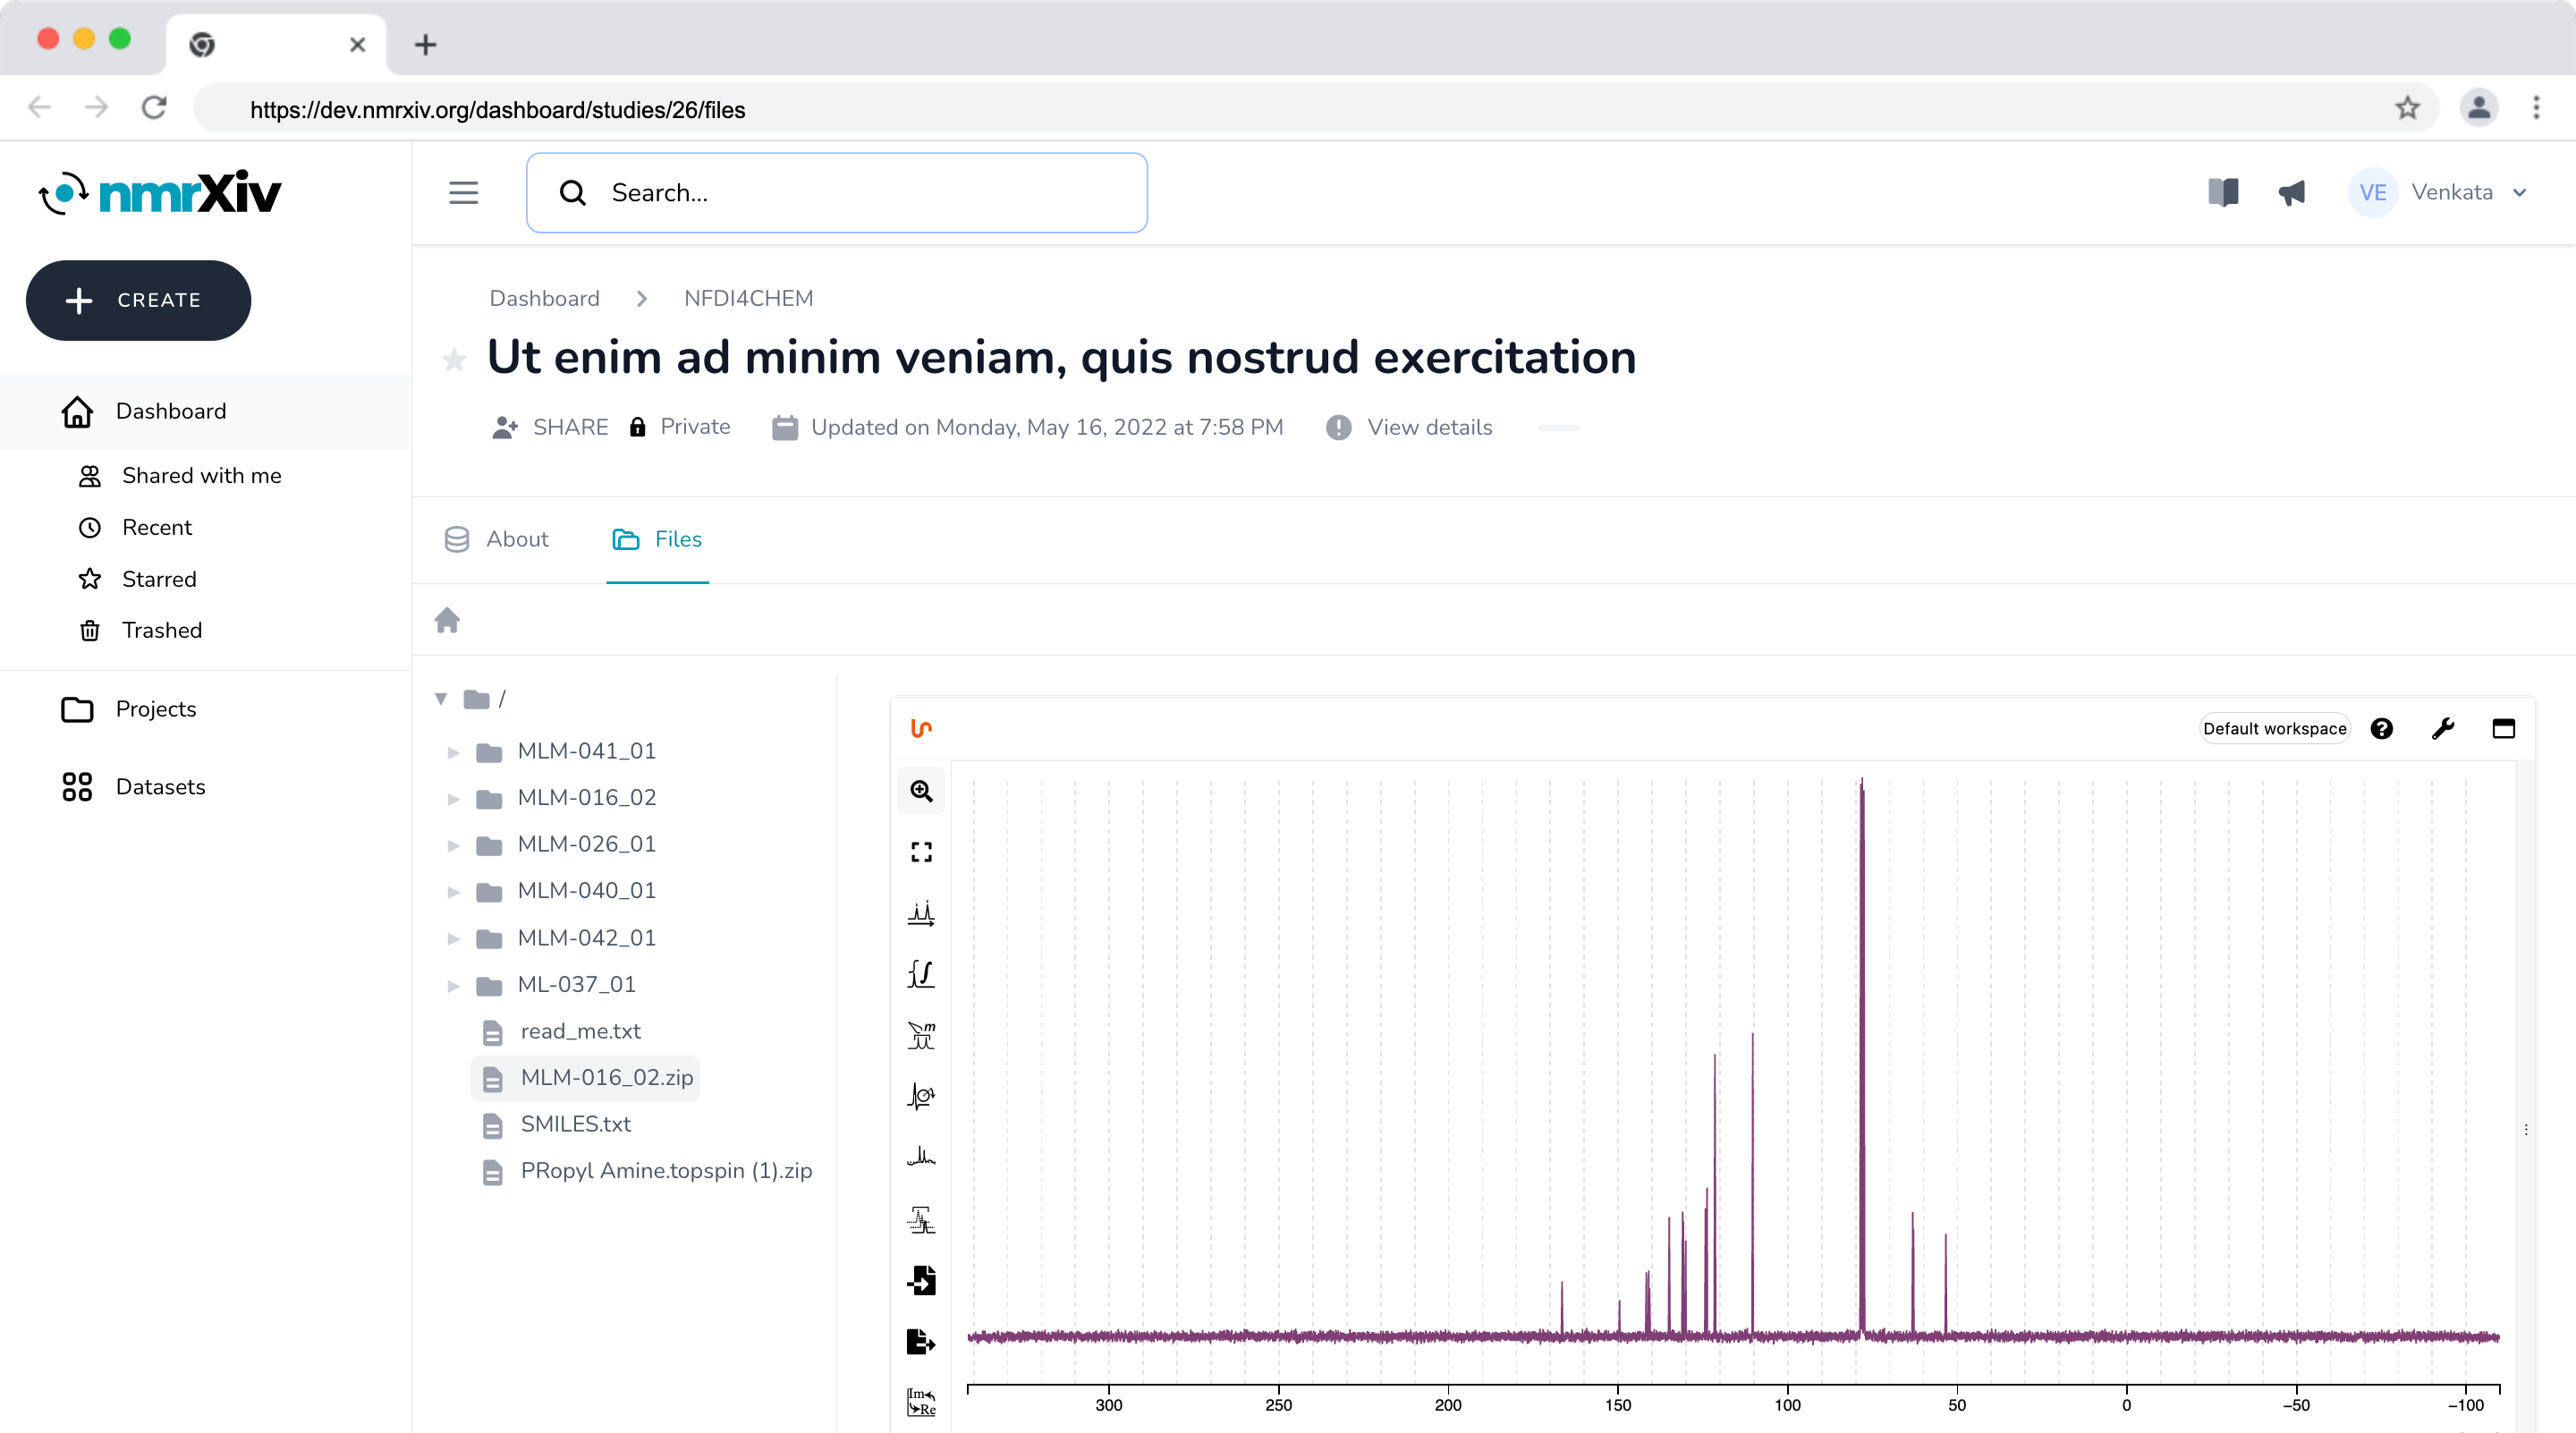 https://dev.nmrxiv.org/dashboard/studies/26/files
nmrXiv
Search...
VE Venkata
CREATE
Dashboard
Shared with me
Recent
Starred
Trashed
Projects
Datasets
Dashboard NFDI4CHEM
Ut enim ad minim veniam, quis nostrud exercitation
SHARE Private Updated on Monday, May 16, 2022 at 7:58 PM View details
About Files
/
MLM-041_01
MLM-016_02
MLM-026_01
MLM-040_01
MLM-042_01
ML-037_01
read_me.txt
MLM-016_02.zip
SMILES.txt
PRopyl Amine.topspin (1).zip
Default workspace
m
Im
Re
300 250 200 150 100 50 0 −50 −100